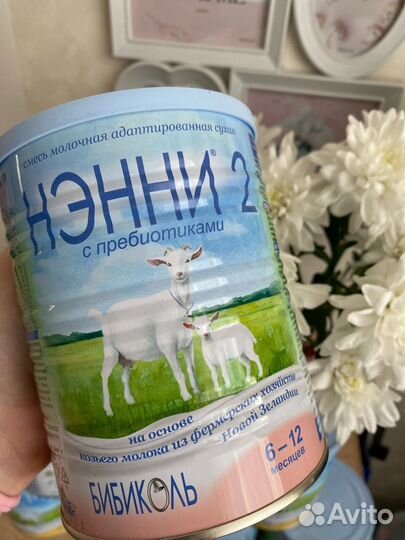 смесь молочная адаптированная сухая
НЭННИ® 2
с пребиотиками
на основе
козьего молока из фермерских хозяйств
Новой Зеландии
6–12
месяцев
БИБИКОЛЬ
Avito